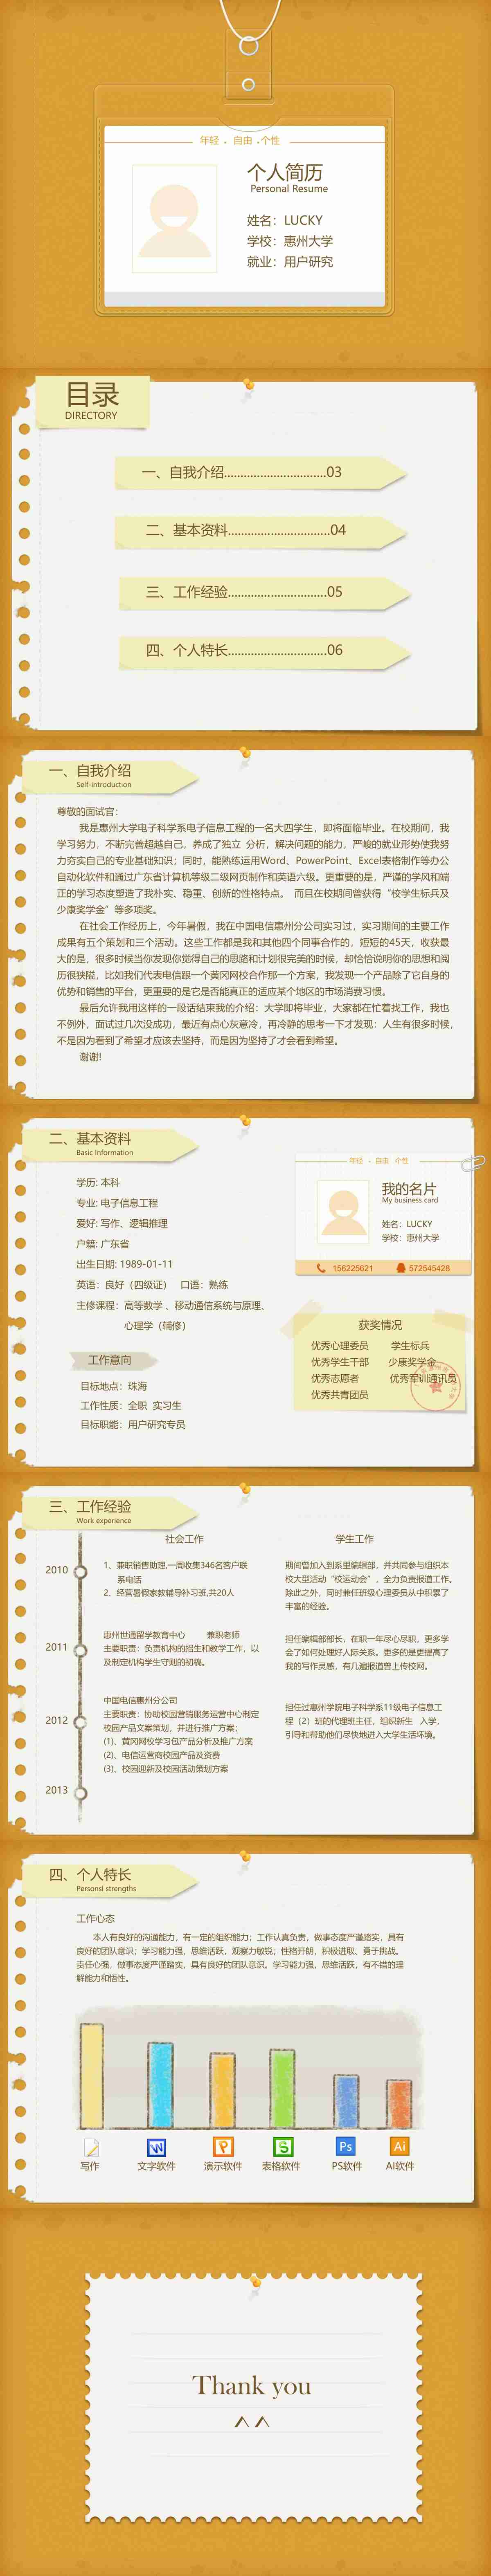 年轻 . 自由 .个性
个人简历
Personal Resume
姓名：LUCKY
学校：惠州大学
就业：用户研究
目录
DIRECTORY
一、自我介绍...............................03
二、基本资料...............................04
三、工作经验..............................05
四、个人特长..............................06
一、自我介绍
Self-introduction
尊敬的面试官：
我是惠州大学电子科学系电子信息工程的一名大四学生，即将面临毕业。在校期间，我
学习努力，不断完善超越自己，养成了独立 分析，解决问题的能力，严峻的就业形势使我努
力夯实自己的专业基础知识；同时，能熟练运用Word、PowerPoint、Excel表格制作等办公
自动化软件和通过广东省计算机等级二级网页制作和英语六级。更重要的是，严谨的学风和端
正的学习态度塑造了我朴实、稳重、创新的性格特点。 而且在校期间曾获得“校学生标兵及
少康奖学金”等多项奖。
在社会工作经历上，今年暑假，我在中国电信惠州分公司实习过，实习期间的主要工作
成果有五个策划和三个活动。这些工作都是我和其他四个同事合作的，短短的45天，收获最
大的是，很多时候当你发现你觉得自己的思路和计划很完美的时候，却恰恰说明你的思想和阅
历很狭隘，比如我们代表电信跟一个黄冈网校合作那一个方案，我发现一个产品除了它自身的
优势和销售的平台，更重要的是它是否能真正的适应某个地区的市场消费习惯。
最后允许我用这样的一段话结束我的介绍：大学即将毕业，大家都在忙着找工作，我也
不例外，面试过几次没成功，最近有点心灰意冷，再冷静的思考一下才发现：人生有很多时候，
不是因为看到了希望才应该去坚持，而是因为坚持了才会看到希望。
谢谢!
二、基本资料
Basic Information
学历: 本科
专业: 电子信息工程
爱好: 写作、逻辑推理
户籍: 广东省
出生日期: 1989-01-11
英语：良好（四级证） 口语：熟练
主修课程：高等数学 、移动通信系统与原理、
心理学（辅修）
工作意向
目标地点：珠海
工作性质：全职 实习生
目标职能：用户研究专员
年轻 . 自由 个性
我的名片
My business card
姓名：LUCKY
学校：惠州大学
156225621 572545428
获奖情况
优秀心理委员 学生标兵
优秀学生干部 少康奖学金
优秀志愿者 优秀军训通讯员
优秀共青团员
三、工作经验
Work experience
社会工作
学生工作
2010
1、兼职销售助理,一周收集346名客户联
系电话
2、经营暑假家教辅导补习班,共20人
期间曾加入到系里编辑部，并共同参与组织本
校大型活动“校运动会”，全力负责报道工作。
除此之外，同时兼任班级心理委员从中积累了
丰富的经验。
2011
惠州世通留学教育中心 兼职老师
主要职责：负责机构的招生和教学工作，以
及制定机构学生守则的初稿。
担任编辑部部长，在职一年尽心尽职，更多学
会了如何处理好人际关系。更多的是更提高了
我的写作灵感，有几遍报道曾上传校网。
2012
中国电信惠州分公司
主要职责：协助校园营销服务运营中心制定
校园产品文案策划，并进行推广方案；
(1)、黄冈网校学习包产品分析及推广方案
(2)、电信运营商校园产品及资费
(3)、校园迎新及校园活动策划方案
担任过惠州学院电子科学系11级电子信息工
程（2）班的代理班主任，组织新生 入学，
引导和帮助他们尽快地进入大学生活环境。
2013
四、个人特长
Personsl strengths
工作心态
本人有良好的沟通能力，有一定的组织能力；工作认真负责，做事态度严谨踏实，具有
良好的团队意识；学习能力强，思维活跃，观察力敏锐；性格开朗，积极进取、勇于挑战。
责任心强，做事态度严谨踏实，具有良好的团队意识。学习能力强，思维活跃，有不错的理
解能力和悟性。
W P S Ps Ai
写作 文字软件 演示软件 表格软件 PS软件 AI软件
Thank you